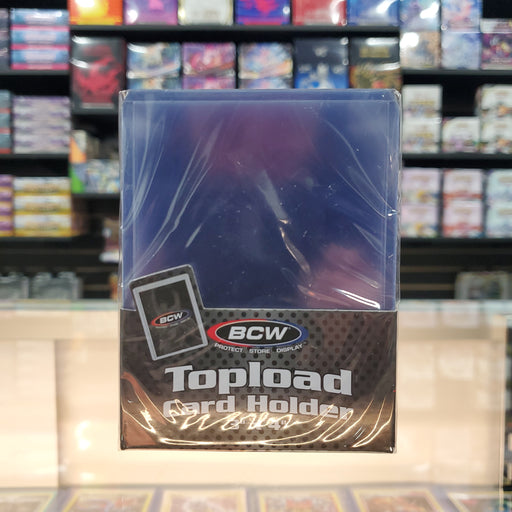 BCW
BCW
PROTECT STORE DISPLAY
Topload
Card Holder